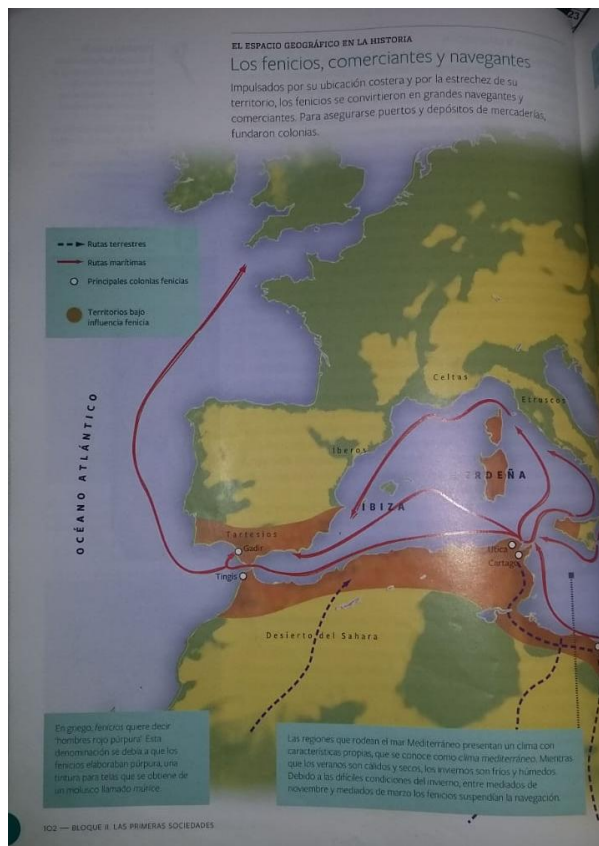 23
EL ESPACIO GEOGRÁFICO EN LA HISTORIA
Los fenicios, comerciantes y navegantes
Impulsados por su ubicación costera y por la estrechez de su
territorio, los fenicios se convirtieron en grandes navegantes y
comerciantes. Para asegurarse puertos y depósitos de mercaderías,
fundaron colonias.
Rutas terrestres
Rutas marítimas
Principales colonias fenicias
Territorios bajo
influencia fenicia
OCÉANO ATLÁNTICO
Celtas
Etruscos
Iberos
RDEÑA
ÍBIZA
Tartesios
Gadir
Utica
Cartago
Tingis
Desierto del Sahara
En griego, fenicios quiere decir
"hombres rojo púrpura". Esta
denominación se debía a que los
fenicios elaboraban púrpura, una
tintura para telas que se obtiene de
un molusco llamado múrice.
Las regiones que rodean el mar Mediterráneo presentan un clima con
características propias, que se conoce como clima mediterráneo. Mientras
que los veranos son cálidos y secos, los inviernos son fríos y húmedos.
Debido a las difíciles condiciones del invierno, entre mediados de
noviembre y mediados de marzo los fenicios suspendían la navegación.
102 — BLOQUE II. LAS PRIMERAS SOCIEDADES